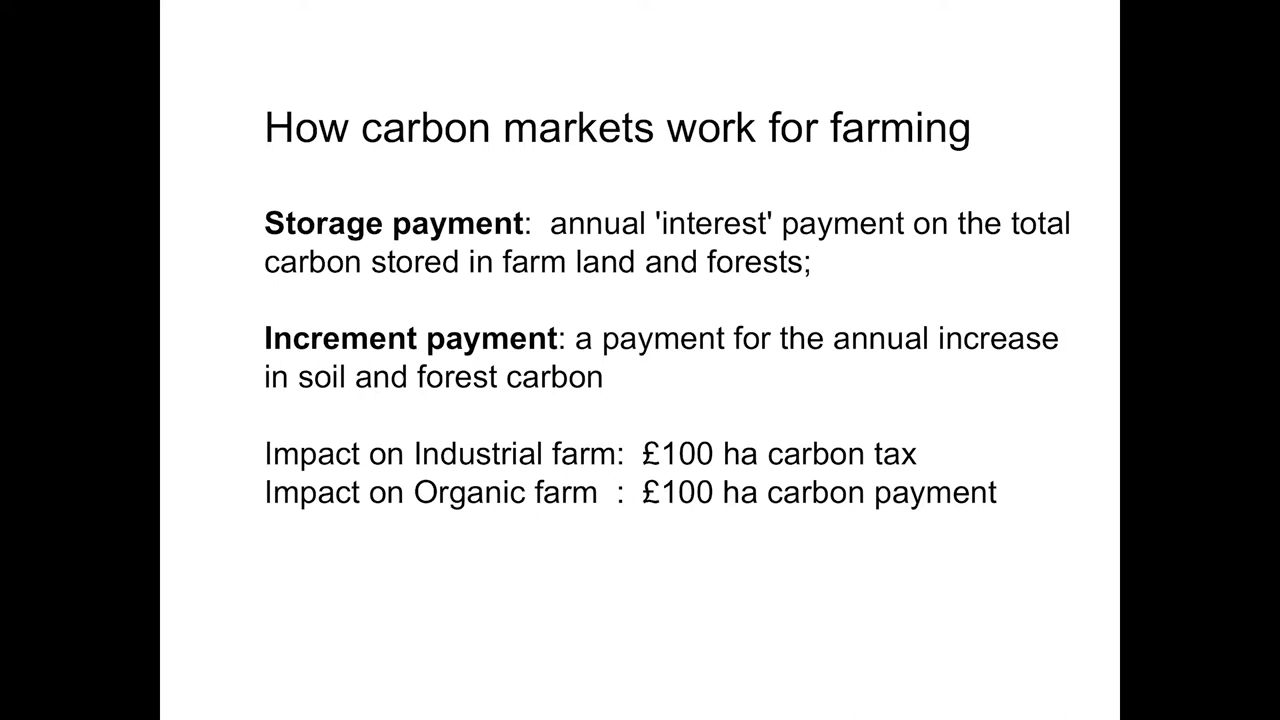 How carbon markets work for farming
Storage payment:  annual 'interest' payment on the total
carbon stored in farm land and forests;
Increment payment: a payment for the annual increase
in soil and forest carbon
Impact on Industrial farm:  £100 ha carbon tax
Impact on Organic farm  :  £100 ha carbon payment